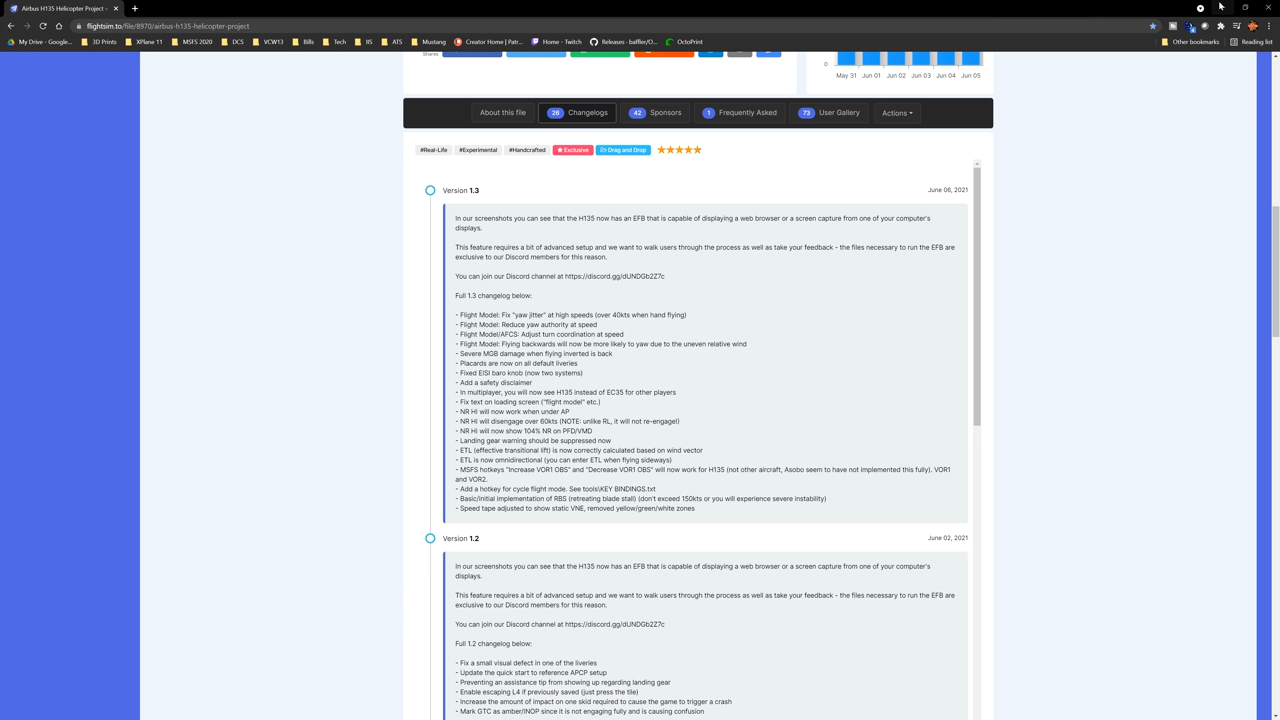 Airbus H135 Helicopter Project -
flightsim.to/file/8970/airbus-h135-helicopter-project
My Drive - Google...
3D Prints
XPlane 11
MSFS 2020
DCS
VCW13
Bills
Tech
IIS
ATS
Mustang
Creator Home | Patr...
Home - Twitch
Releases · baffler/O...
OctoPrint
Other bookmarks
Reading list
Shares
0
May 31 Jun 01 Jun 02 Jun 03 Jun 04 Jun 05
About this file
26 Changelogs
42 Sponsors
1 Frequently Asked
73 User Gallery
Actions
#Real-Life
#Experimental
#Handcrafted
Exclusive
Drag and Drop
Version 1.3
June 06, 2021
In our screenshots you can see that the H135 now has an EFB that is capable of displaying a web browser or a screen capture from one of your computer's
displays.
This feature requires a bit of advanced setup and we want to walk users through the process as well as take your feedback - the files necessary to run the EFB are
exclusive to our Discord members for this reason.
You can join our Discord channel at https://discord.gg/dUNDGb2Z7c
Full 1.3 changelog below:
- Flight Model: Fix "yaw jitter" at high speeds (over 40kts when hand flying)
- Flight Model: Reduce yaw authority at speed
- Flight Model/AFCS: Adjust turn coordination at speed
- Flight Model: Flying backwards will now be more likely to yaw due to the uneven relative wind
- Severe MGB damage when flying inverted is back
- Placards are now on all default liveries
- Fixed EISI baro knob (now two systems)
- Add a safety disclaimer
- In multiplayer, you will now see H135 instead of EC35 for other players
- Fix text on loading screen ("flight model" etc.)
- NR HI will now work when under AP
- NR HI will disengage over 60kts (NOTE: unlike RL, it will not re-engage!)
- NR HI will now show 104% NR on PFD/VMD
- Landing gear warning should be suppressed now
- ETL (effective transitional lift) is now correctly calculated based on wind vector
- ETL is now omnidirectional (you can enter ETL when flying sideways)
- MSFS hotkeys "Increase VOR1 OBS" and "Decrease VOR1 OBS" will now work for H135 (not other aircraft, Asobo seem to have not implemented this fully). VOR1
and VOR2.
- Add a hotkey for cycle flight mode. See tools\KEY BINDINGS.txt
- Basic/initial implementation of RBS (retreating blade stall) (don't exceed 150kts or you will experience severe instability)
- Speed tape adjusted to show static VNE, removed yellow/green/white zones
Version 1.2
June 02, 2021
In our screenshots you can see that the H135 now has an EFB that is capable of displaying a web browser or a screen capture from one of your computer's
displays.
This feature requires a bit of advanced setup and we want to walk users through the process as well as take your feedback - the files necessary to run the EFB are
exclusive to our Discord members for this reason.
You can join our Discord channel at https://discord.gg/dUNDGb2Z7c
Full 1.2 changelog below:
- Fix a small visual defect in one of the liveries
- Update the quick start to reference APCP setup
- Preventing an assistance tip from showing up regarding landing gear
- Enable escaping L4 if previously saved (just press the tile)
- Increase the amount of impact on one skid required to cause the game to trigger a crash
- Mark GTC as amber/INOP since it is not engaging fully and is causing confusion